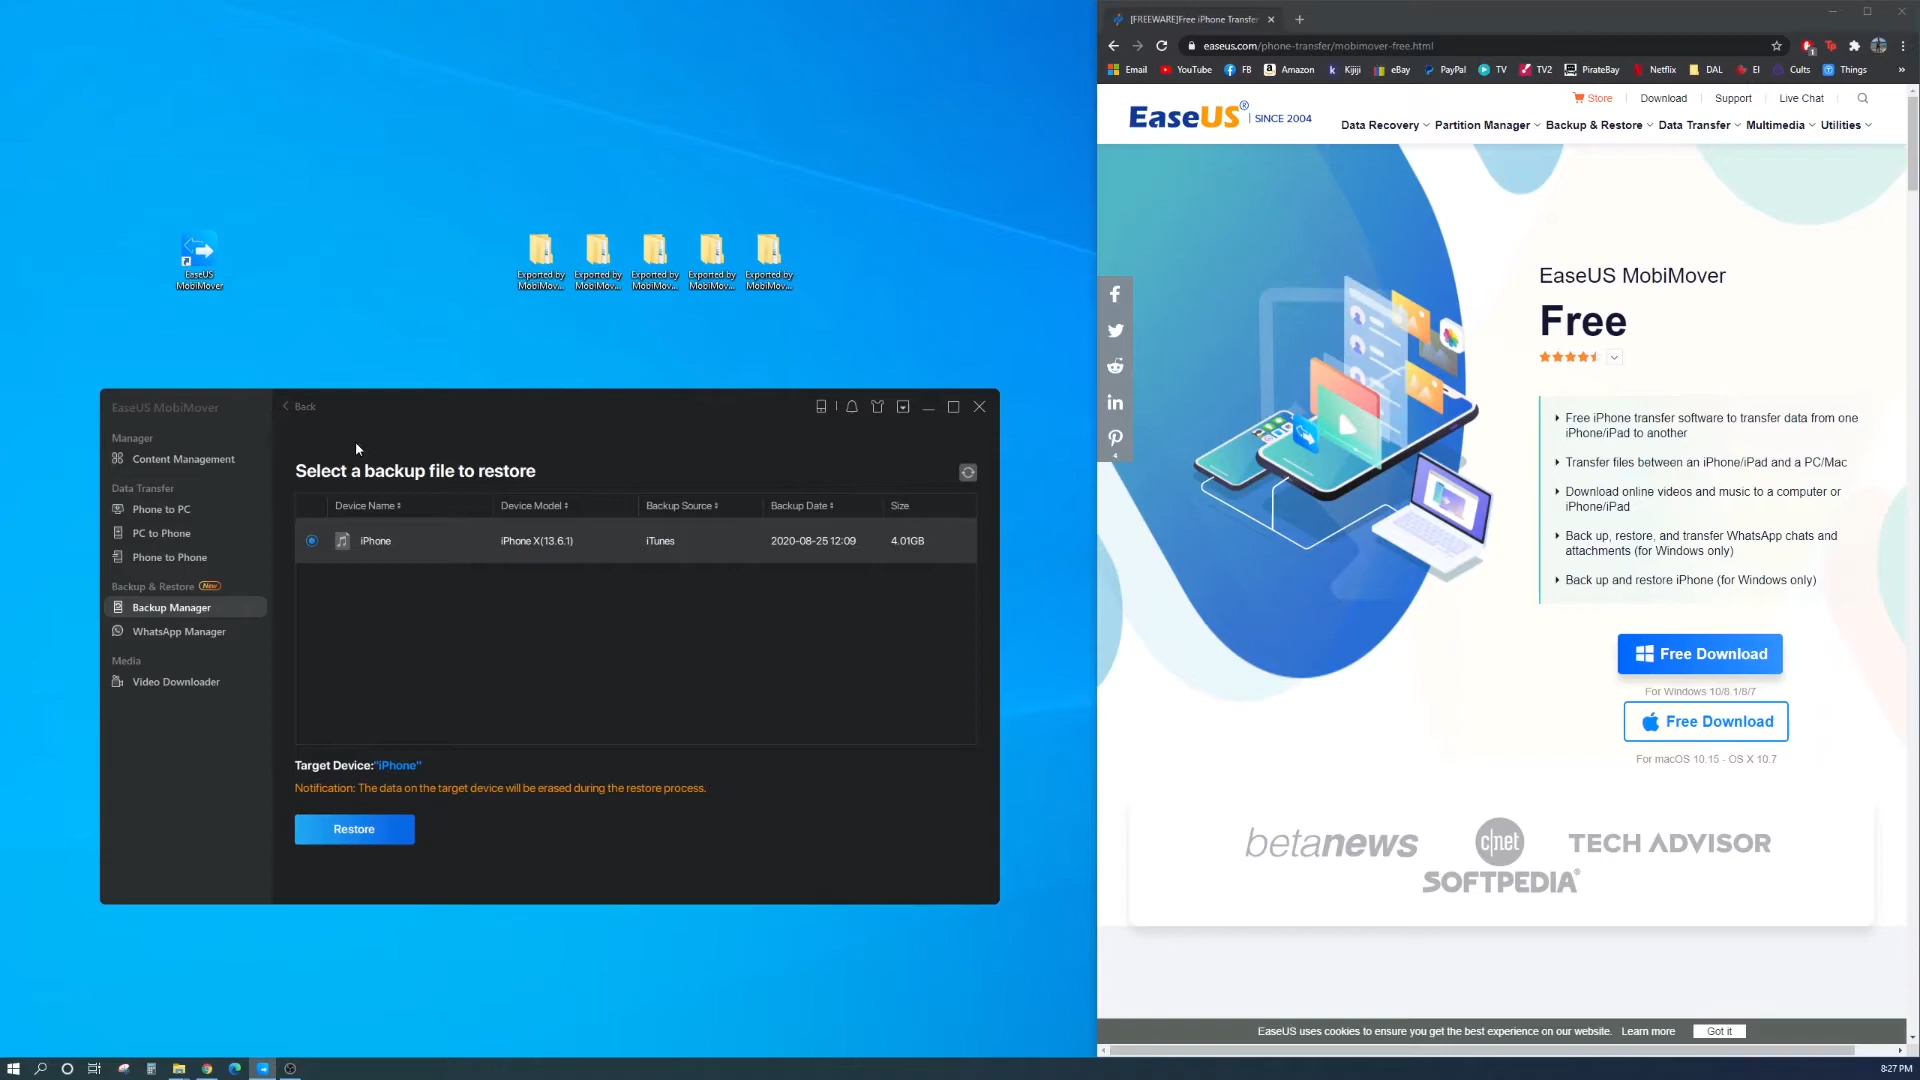 [FREEWARE]Free iPhone Transfer
easeus.com/phone-transfer/mobimover-free.html
Email YouTube FB Amazon Kijiji eBay PayPal TV TV2 PirateBay Netflix DAL EI Cults Things »
EaseUS® | SINCE 2004
Store Download Support Live Chat
Data Recovery Partition Manager Backup & Restore Data Transfer Multimedia Utilities
EaseUS MobiMover
Free
Free iPhone transfer software to transfer data from one
iPhone/iPad to another
Transfer files between an iPhone/iPad and a PC/Mac
Download online videos and music to a computer or
iPhone/iPad
Back up, restore, and transfer WhatsApp chats and
attachments (for Windows only)
Back up and restore iPhone (for Windows only)
4
Free Download
For Windows 10/8.1/8/7
Free Download
For macOS 10.15 - OS X 10.7
betanews c|net TECH ADVISOR
SOFTPEDIA®
EaseUS uses cookies to ensure you get the best experience on our website. Learn more Got it
EaseUS
MobiMover
Exported by
MobiMov...
Exported by
MobiMov...
Exported by
MobiMov...
Exported by
MobiMov...
Exported by
MobiMov...
EaseUS MobiMover
Back
Manager
Content Management
Data Transfer
Phone to PC
PC to Phone
Phone to Phone
Backup & Restore New
Backup Manager
WhatsApp Manager
Media
Video Downloader
Select a backup file to restore
Device Name Device Model Backup Source Backup Date Size
iPhone iPhone X(13.6.1) iTunes 2020-08-25 12:09 4.01GB
Target Device:"iPhone"
Notification: The data on the target device will be erased during the restore process.
Restore
8:27 PM